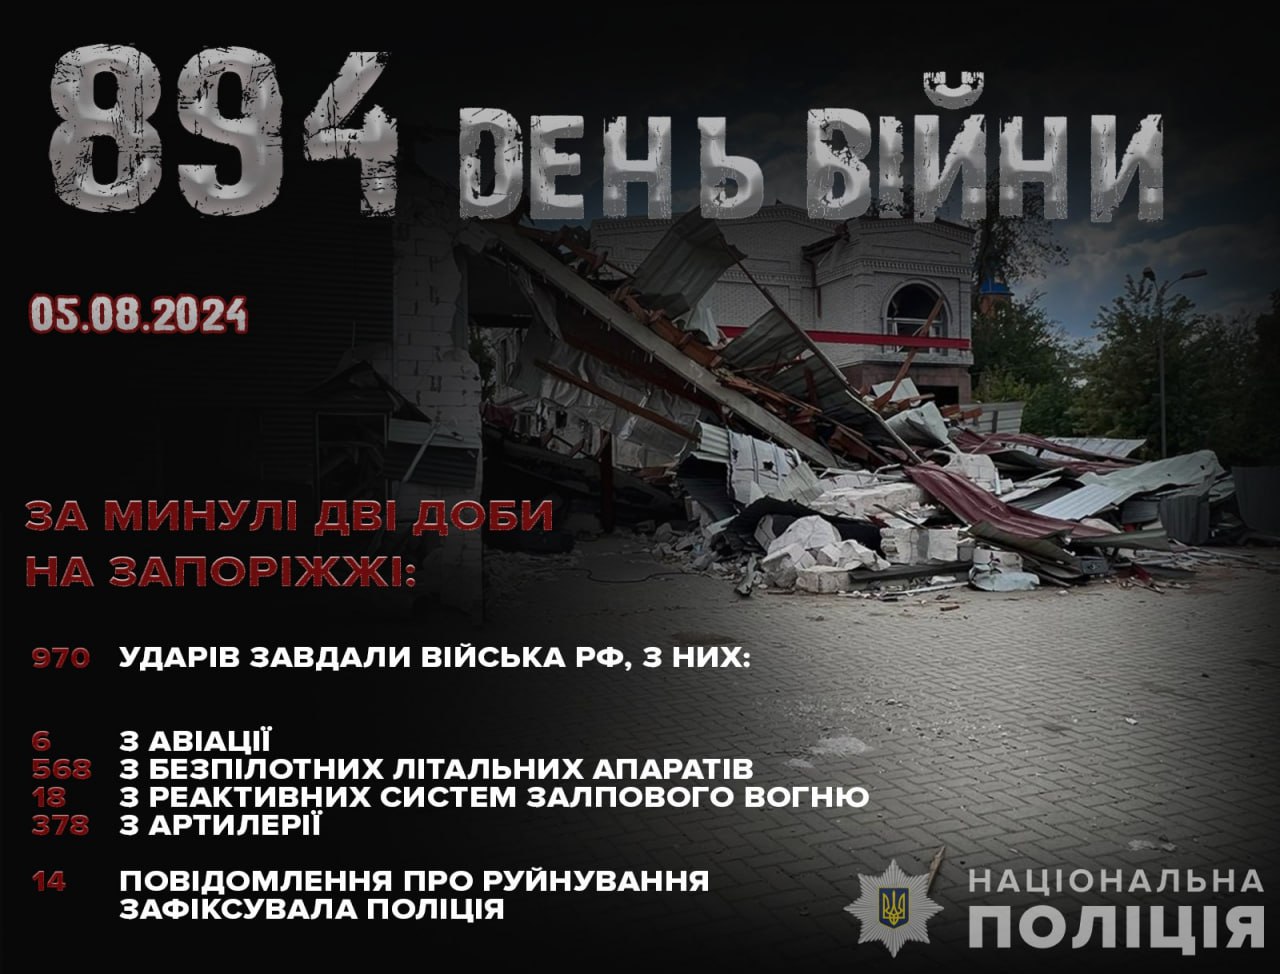 894 ДЕНЬ ВІЙНИ
05.08.2024
ЗА МИНУЛІ ДВІ ДОБИ
НА ЗАПОРІЖЖІ:
970 УДАРІВ ЗАВДАЛИ ВІЙСЬКА РФ, З НИХ:
6 З АВІАЦІЇ
568 З БЕЗПІЛОТНИХ ЛІТАЛЬНИХ АПАРАТІВ
18 З РЕАКТИВНИХ СИСТЕМ ЗАЛПОВОГО ВОГНЮ
378 З АРТИЛЕРІЇ
14 ПОВІДОМЛЕННЯ ПРО РУЙНУВАННЯ
ЗАФІКСУВАЛА ПОЛІЦІЯ
НАЦІОНАЛЬНА
ПОЛІЦІЯ